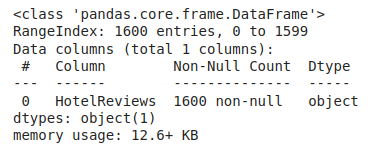 <class 'pandas.core.frame.DataFrame'>
RangeIndex: 1600 entries, 0 to 1599
Data columns (total 1 columns):
 #   Column        Non-Null Count  Dtype
---  ------        --------------  -----
 0   HotelReviews  1600 non-null   object
dtypes: object(1)
memory usage: 12.6+ KB